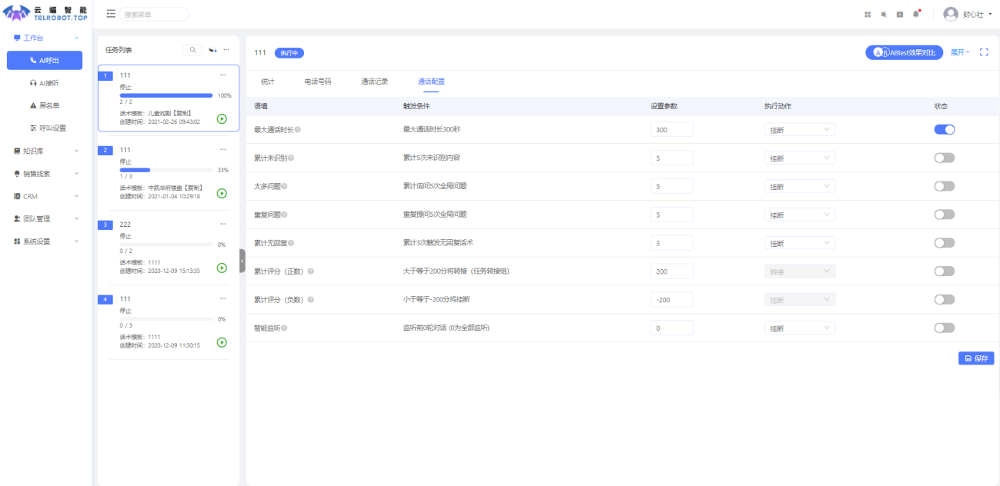 云 蝠 智 能
TELROBOT.TOP
搜索菜单
封心壮
工作台
AI呼出
AI接听
黑名单
呼叫设置
知识库
销售线索
CRM
团队管理
系统设置
任务列表
1 111
停止
100%
2 / 2
话术模板：儿童戏剧【复制】
创建时间：2021-02-26 09:43:02
2 111
停止
33%
1 / 3
话术模板：中凯华府楼盘【复制】
创建时间：2021-01-04 10:29:18
3 222
停止
0%
0 / 2
话术模板：1111
创建时间：2020-12-09 15:13:35
4 111
停止
0%
0 / 3
话术模板：1111
创建时间：2020-12-09 11:30:15
111 执行中
AB ABtest效果对比 展开
统计 电话号码 通话记录 通话配置
语境 触发条件 设置参数 执行动作 状态
最大通话时长 最大通话时长300秒 300 挂断
累计未识别 累计5次未识别内容 5 挂断
太多问题 累计询问5次全局问题 5 挂断
重复问题 重复提问5次全局问题 5 挂断
累计无回复 累计3次触发无回复话术 3 挂断
累计评分（正数） 大于等于200分将转接（任务转接组） 200 转接
累计评分（负数） 小于等于-200分将挂断 -200 挂断
智能监听 监听前0轮对话 (0为全部监听) 0 挂断
保存